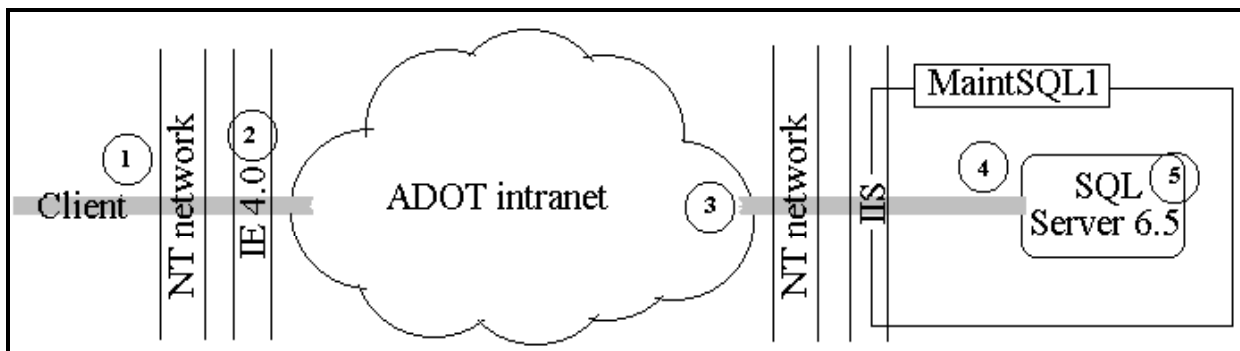 Client
1
NT network
2
IE 4.0
ADOT intranet
3
NT network
IIS
MaintSQL1
4
SQL
Server 6.5
5